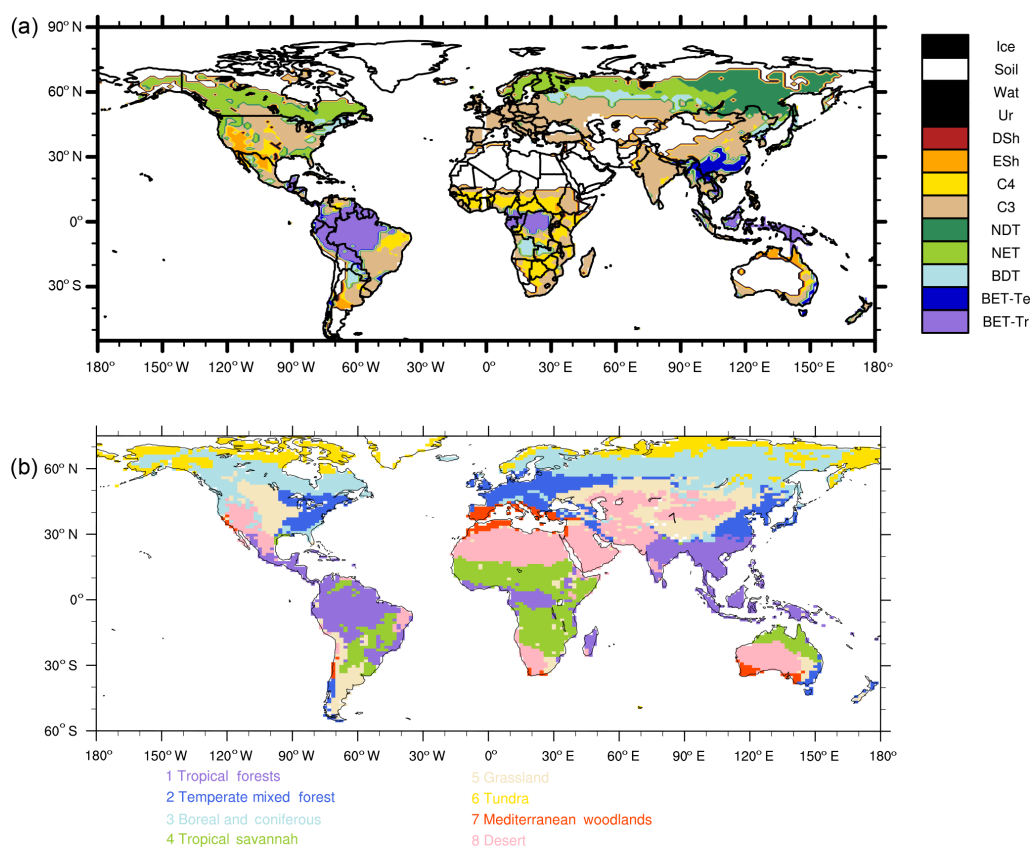 (a)
90° N
60° N
30° N
0°
30° S
180° 150° W 120° W 90° W 60° W 30° W 0° 30° E 60° E 90° E 120° E 150° E 180°
Ice
Soil
Wat
Ur
DSh
ESh
C4
C3
NDT
NET
BDT
BET-Te
BET-Tr
(b)
60° N
30° N
0°
30° S
60° S
180° 150° W 120° W 90° W 60° W 30° W 0° 30° E 60° E 90° E 120° E 150° E 180°
1 Tropical forests
2 Temperate mixed forest
3 Boreal and coniferous
4 Tropical savannah
5 Grassland
6 Tundra
7 Mediterranean woodlands
8 Desert